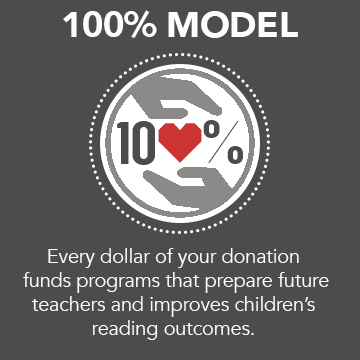 100% MODEL
10 %
Every dollar of your donation
funds programs that prepare future
teachers and improves children's
reading outcomes.